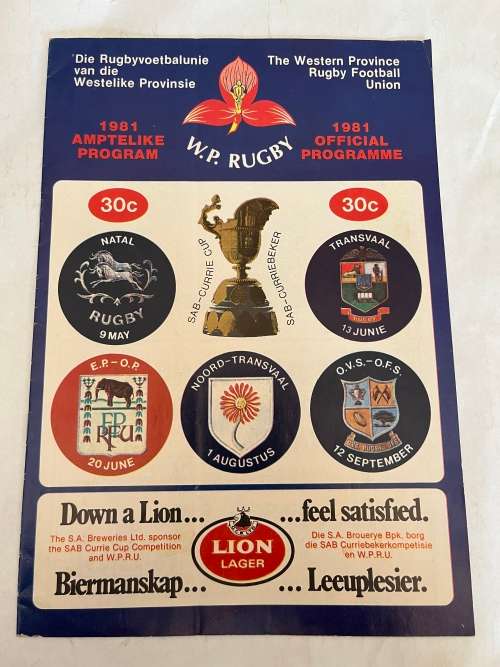 Die Rugbyvoetbalunie
van die
Westelike Provinsie
The Western Province
Rugby Football
Union
1981
AMPTELIKE
PROGRAM
1981
OFFICIAL
PROGRAMME
W.P. RUGBY
30c
30c
NATAL
RUGBY
9 MAY
SAB-CURRIE CUP
SAB-CURRIEBEKER
TRANSVAAL
13 JUNIE
E.P.-O.P.
EP
RFU
20 JUNE
NOORD-TRANSVAAL
1 AUGUSTUS
O.V.S.-O.F.S.
12 SEPTEMBER
Down a Lion...
...feel satisfied.
The S.A. Breweries Ltd. sponsor
the SAB Currie Cup Competition
and W.P.R.U.
LION
LAGER
Die S.A. Brouerye Bpk. borg
die SAB Curriebekerkompetisie
en W.P.R.U.
Biermanskap...
... Leeuplesier.